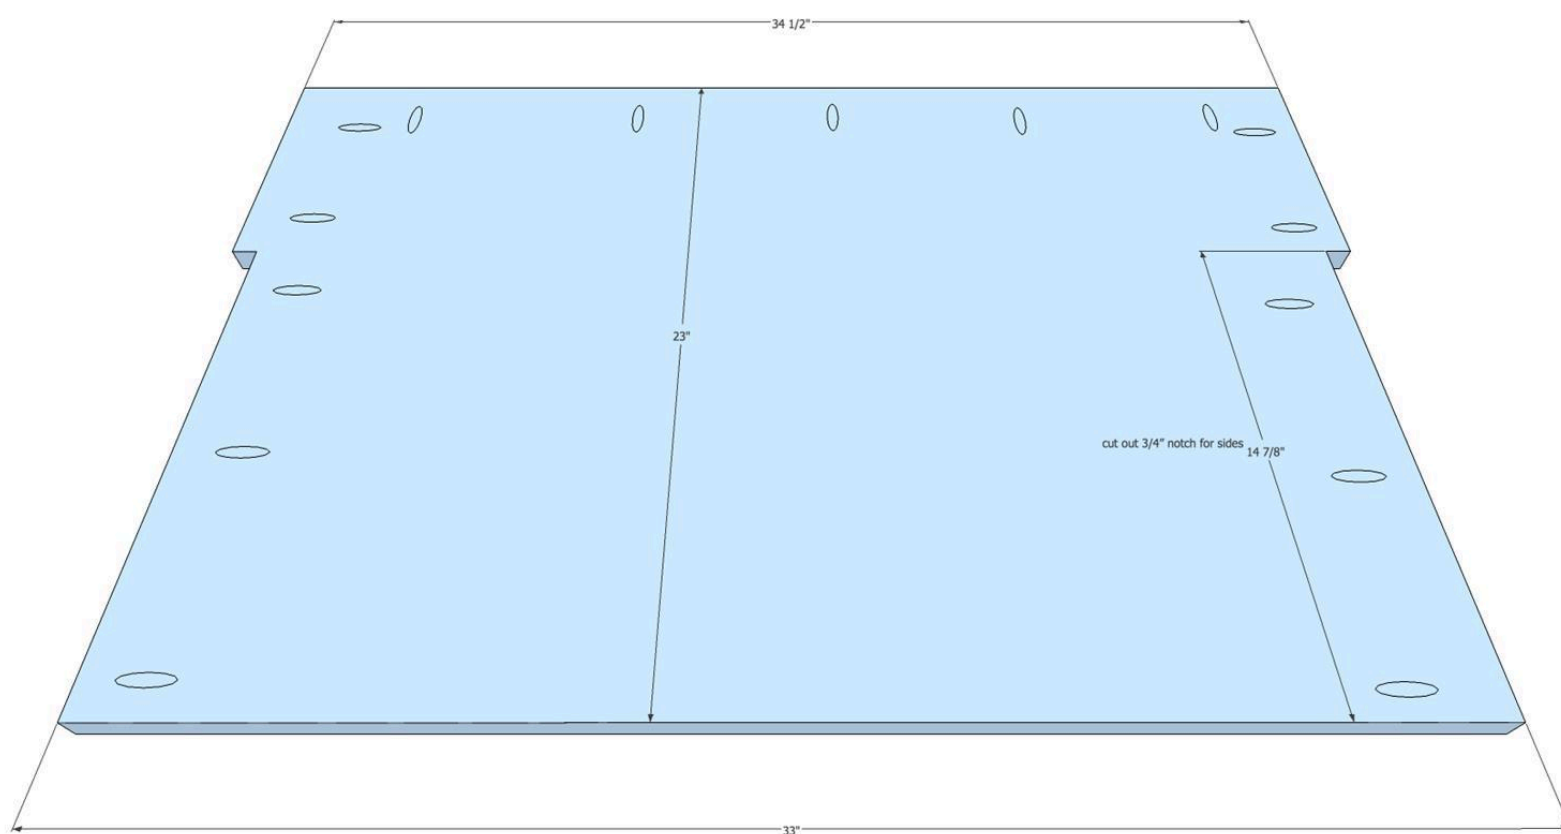 34 1/2"
23"
cut out 3/4" notch for sides
14 7/8"
33"